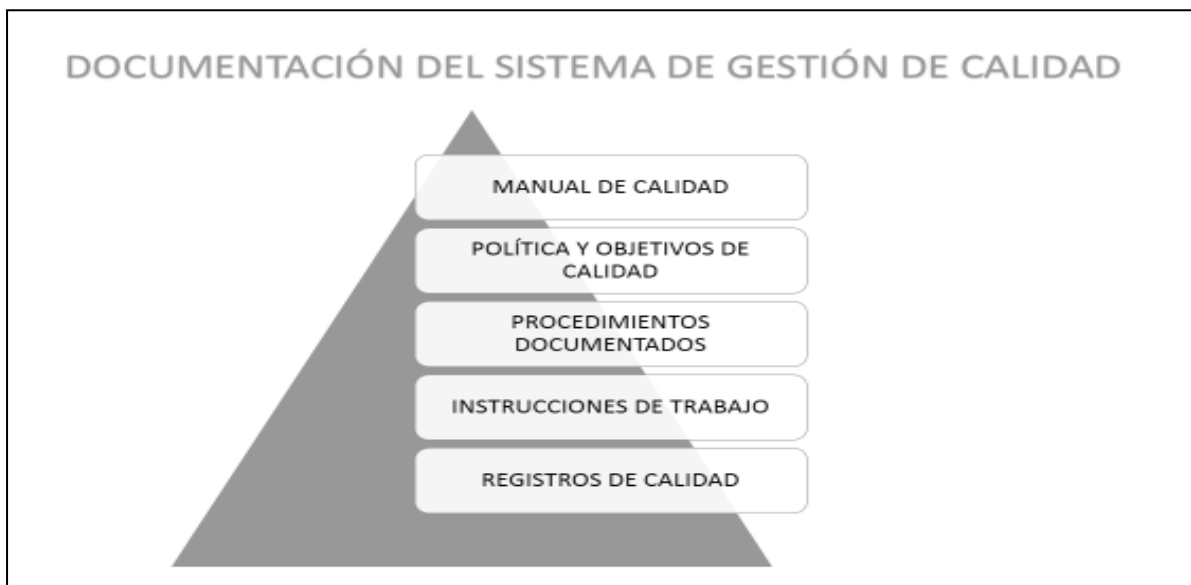 DOCUMENTACIÓN DEL SISTEMA DE GESTIÓN DE CALIDAD
MANUAL DE CALIDAD
POLÍTICA Y OBJETIVOS DE
CALIDAD
PROCEDIMIENTOS
DOCUMENTADOS
INSTRUCCIONES DE TRABAJO
REGISTROS DE CALIDAD